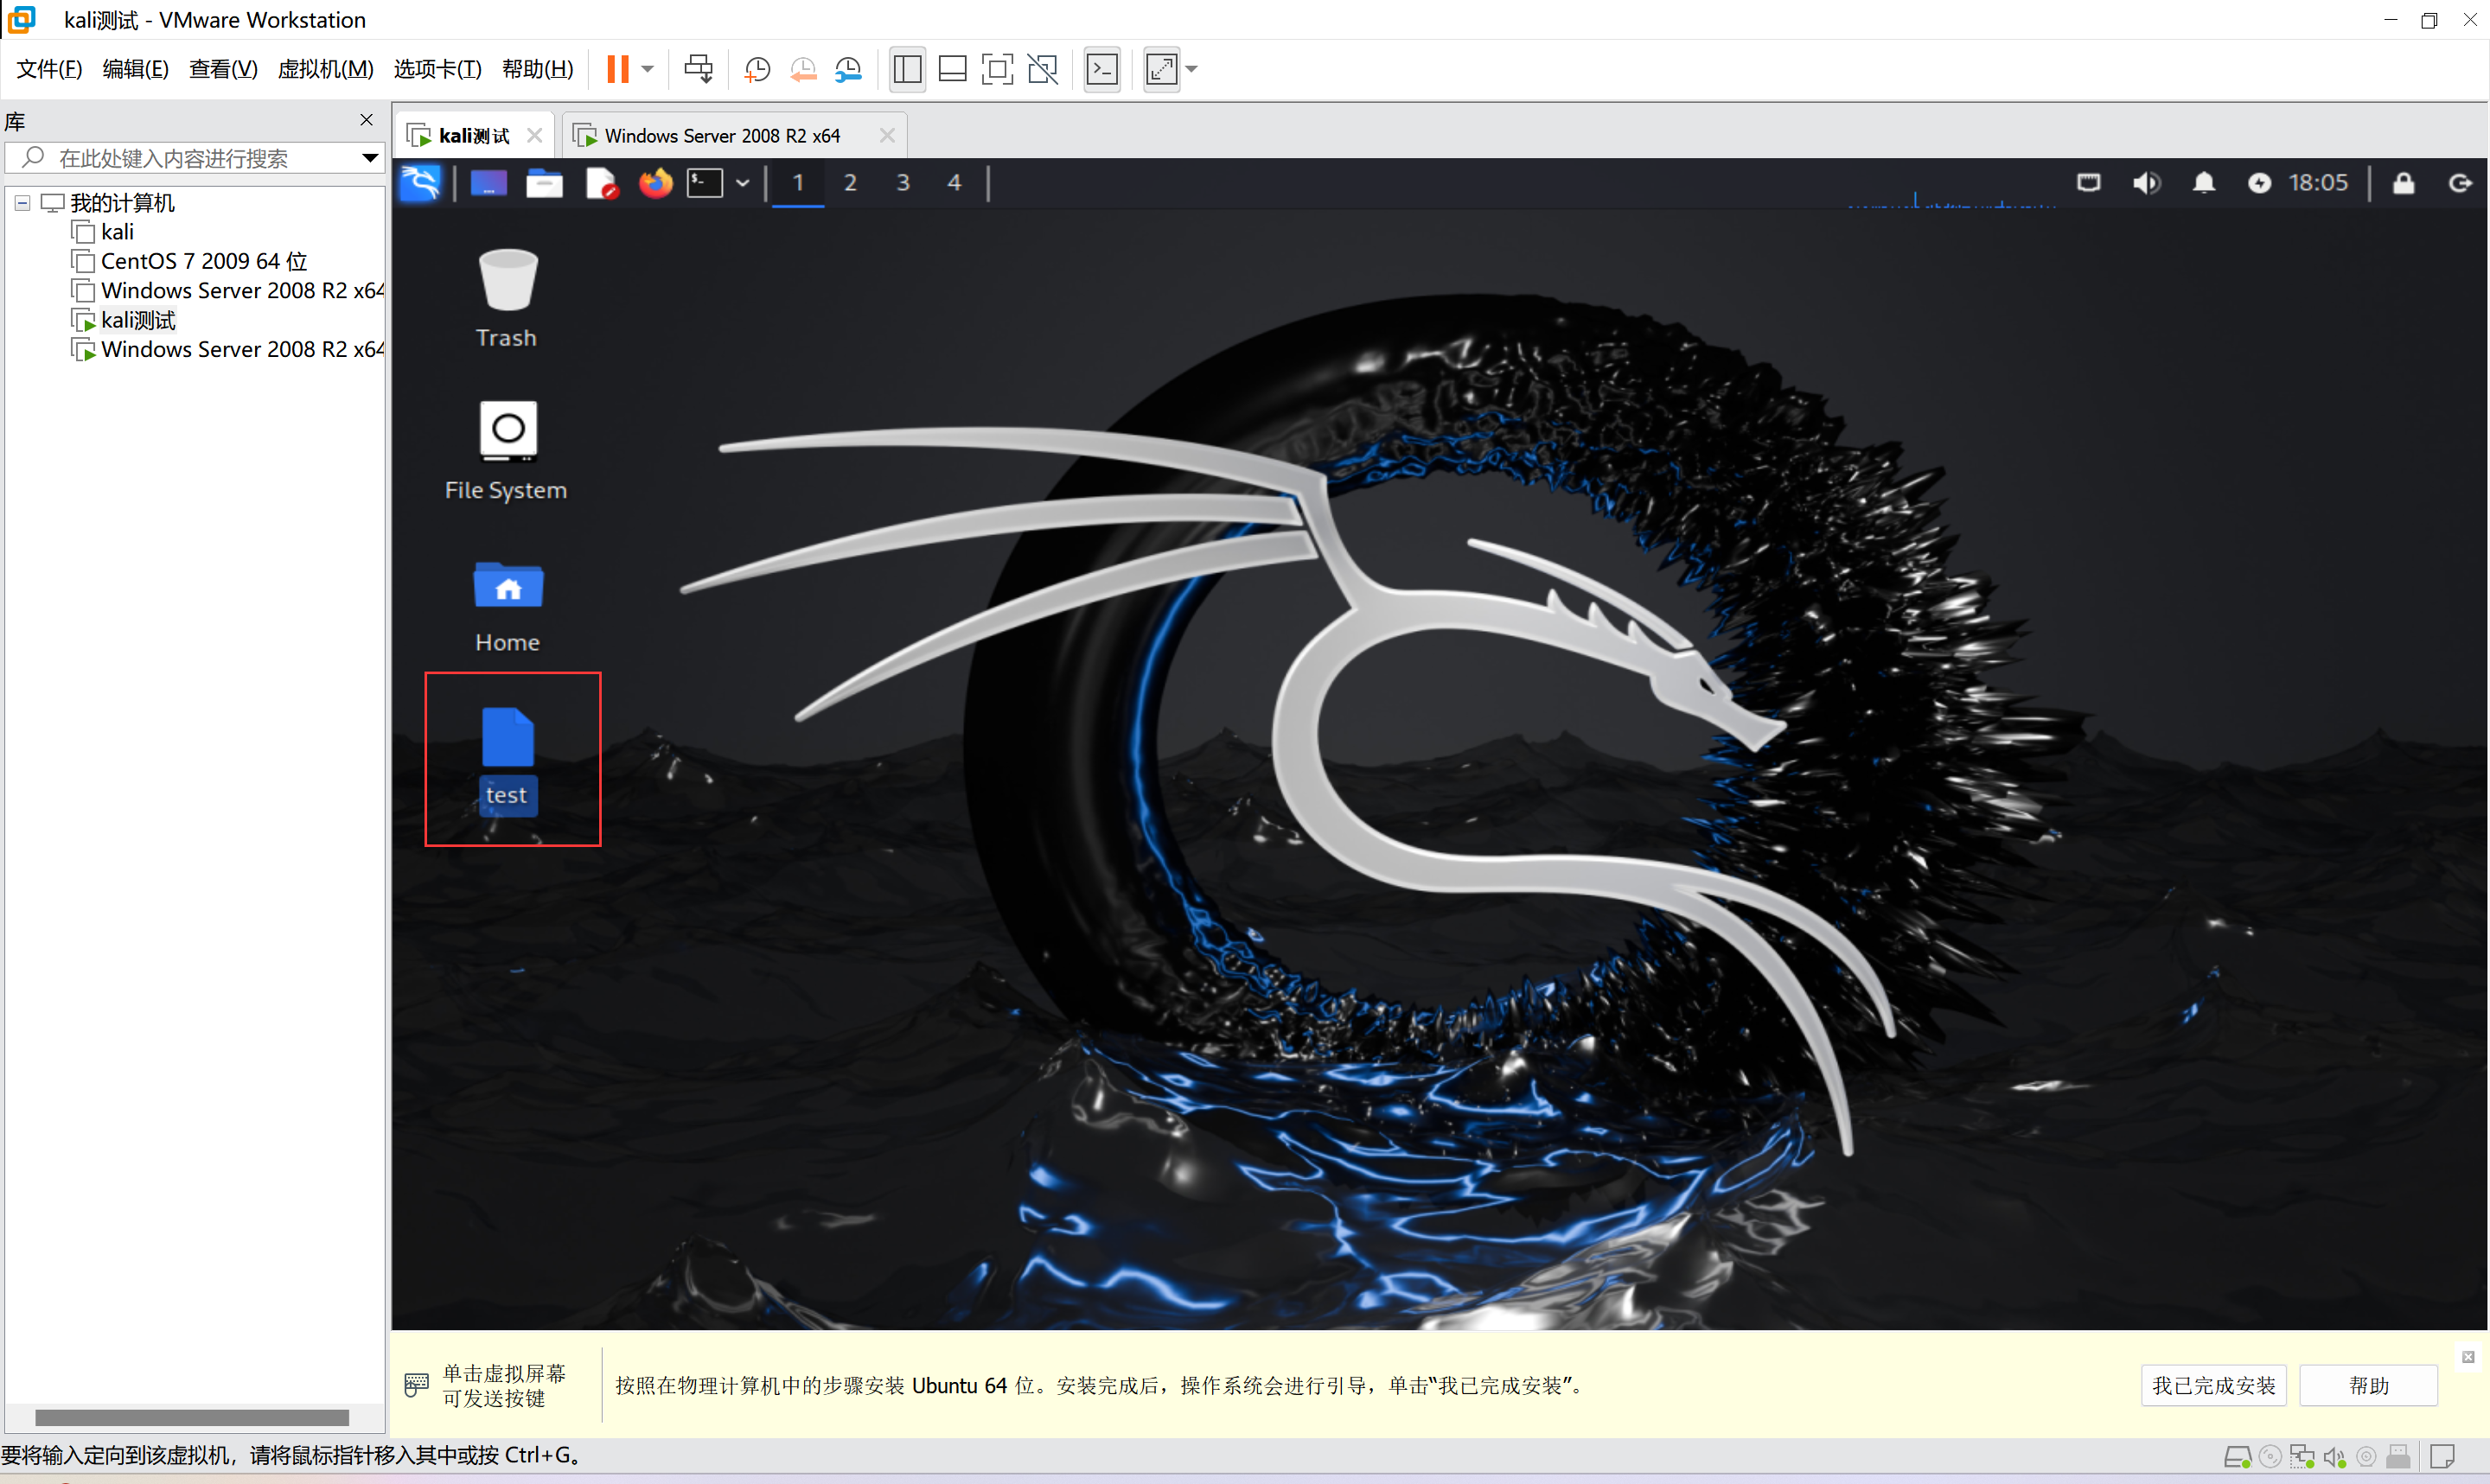 kali测试 - VMware Workstation
文件(F) 编辑(E) 查看(V) 虚拟机(M) 选项卡(T) 帮助(H)
库
在此处键入内容进行搜索
我的计算机
kali
CentOS 7 2009 64 位
Windows Server 2008 R2 x64
kali测试
Windows Server 2008 R2 x64
kali测试
Windows Server 2008 R2 x64
1 2 3 4
18:05
Trash
File System
Home
test
单击虚拟屏幕
可发送按键
按照在物理计算机中的步骤安装 Ubuntu 64 位。安装完成后，操作系统会进行引导，单击“我已完成安装”。
我已完成安装
帮助
要将输入定向到该虚拟机，请将鼠标指针移入其中或按 Ctrl+G。